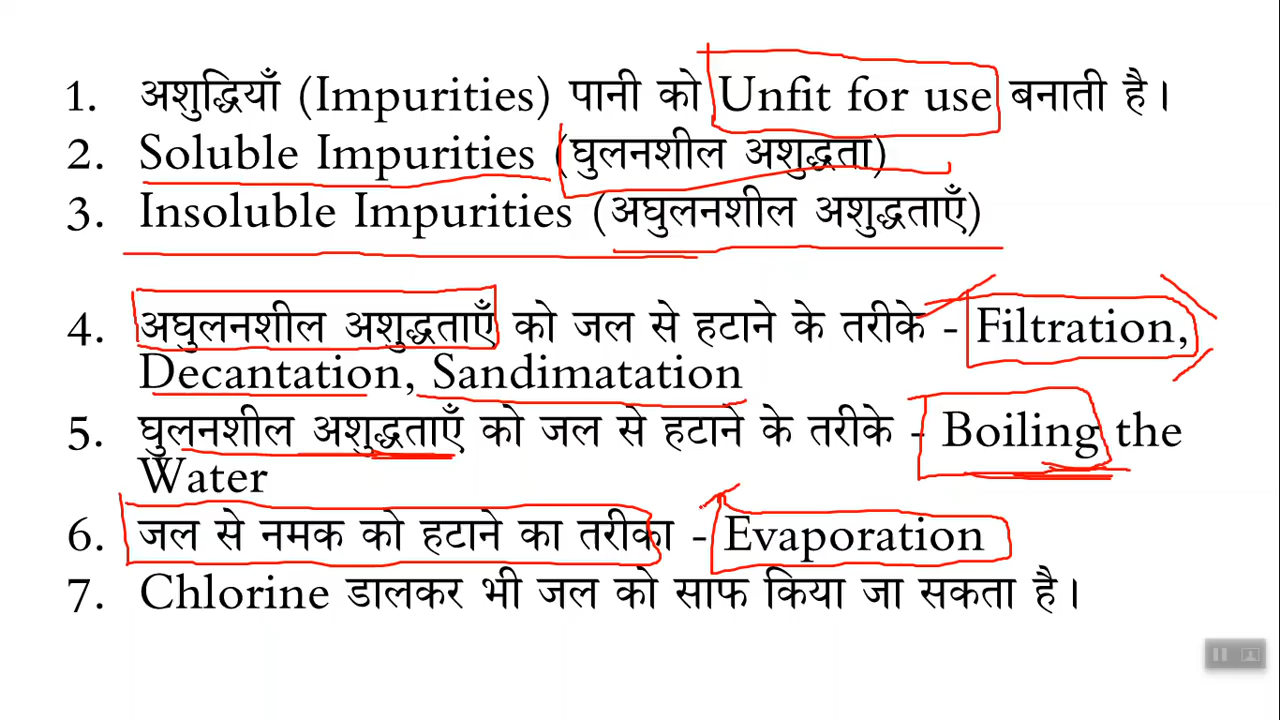 1. अशुद्धियाँ (Impurities) पानी को Unfit for use बनाती है।
2. Soluble Impurities (घुलनशील अशुद्धता)
3. Insoluble Impurities (अघुलनशील अशुद्धताएँ)
4. अघुलनशील अशुद्धताएँ को जल से हटाने के तरीके - Filtration,
Decantation, Sandimatation
5. घुलनशील अशुद्धताएँ को जल से हटाने के तरीके - Boiling the
Water
6. जल से नमक को हटाने का तरीका - Evaporation
7. Chlorine डालकर भी जल को साफ किया जा सकता है।